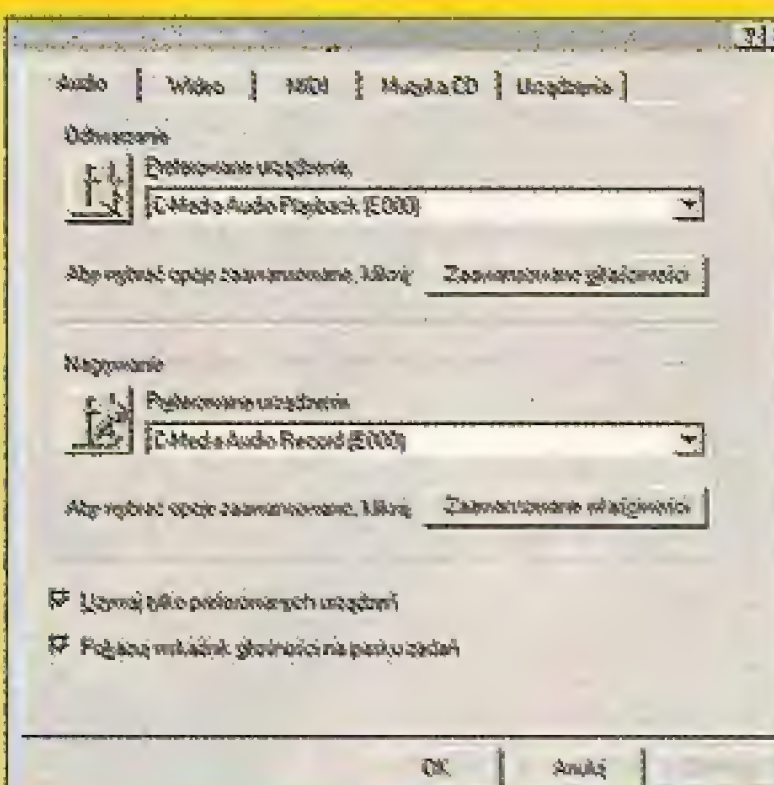 Audio Wideo MIDI Muzyka CD Urządzenia
Odtwarzanie
Preferowane urządzenie
C-Media Audio Playback (E000)
Aby wybrać opcje zaawansowane, kliknij: Zaawansowane właściwości
Nagrywanie
Preferowane urządzenie
C-Media Audio Record (E000)
Aby wybrać opcje zaawansowane, kliknij: Zaawansowane właściwości
Używaj tylko preferowanych urządzeń
Pokazuj wskaźnik głośności na pasku zadań
OK Anuluj